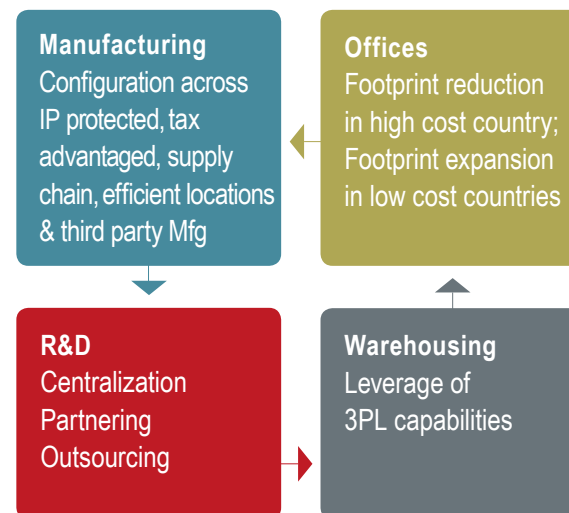 Manufacturing
Configuration across
IP protected, tax
advantaged, supply
chain, efficient locations
& third party Mfg
Offices
Footprint reduction
in high cost country;
Footprint expansion
in low cost countries
R&D
Centralization
Partnering
Outsourcing
Warehousing
Leverage of
3PL capabilities